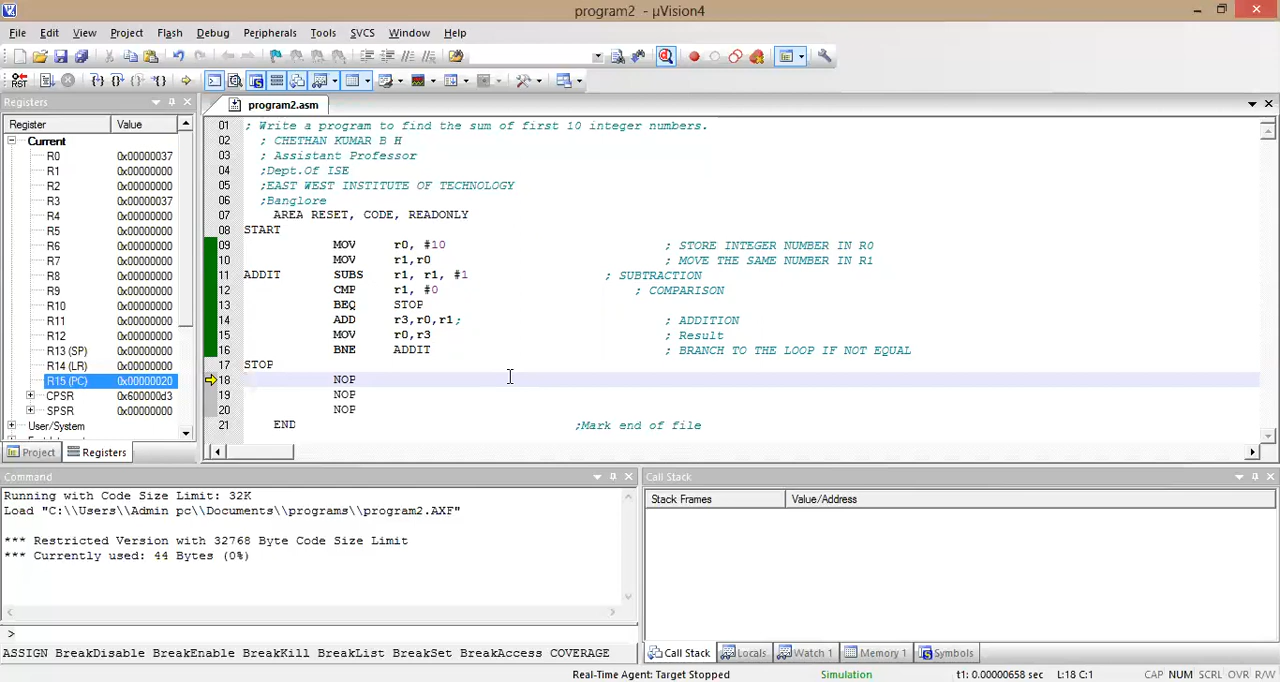 program2 - µVision4
File Edit View Project Flash Debug Peripherals Tools SVCS Window Help
Registers
Register Value
Current
R0 0x00000037
R1 0x00000000
R2 0x00000000
R3 0x00000037
R4 0x00000000
R5 0x00000000
R6 0x00000000
R7 0x00000000
R8 0x00000000
R9 0x00000000
R10 0x00000000
R11 0x00000000
R12 0x00000000
R13 (SP) 0x00000000
R14 (LR) 0x00000000
R15 (PC) 0x00000020
CPSR 0x600000d3
SPSR 0x00000000
User/System
Project Registers
program2.asm
01 ; Write a program to find the sum of first 10 integer numbers.
02 ; CHETHAN KUMAR B H
03 ; Assistant Professor
04 ;Dept.Of ISE
05 ;EAST WEST INSTITUTE OF TECHNOLOGY
06 ;Banglore
07 AREA RESET, CODE, READONLY
08 START
09 MOV r0, #10 ; STORE INTEGER NUMBER IN R0
10 MOV r1,r0 ; MOVE THE SAME NUMBER IN R1
11 ADDIT SUBS r1, r1, #1 ; SUBTRACTION
12 CMP r1, #0 ; COMPARISON
13 BEQ STOP
14 ADD r3,r0,r1; ; ADDITION
15 MOV r0,r3 ; Result
16 BNE ADDIT ; BRANCH TO THE LOOP IF NOT EQUAL
17 STOP
18 NOP
19 NOP
20 NOP
21 END ;Mark end of file
Command
Running with Code Size Limit: 32K
Load "C:\\Users\\Admin pc\\Documents\\programs\\program2.AXF"
*** Restricted Version with 32768 Byte Code Size Limit
*** Currently used: 44 Bytes (0%)
>
ASSIGN BreakDisable BreakEnable BreakKill BreakList BreakSet BreakAccess COVERAGE
Call Stack
Stack Frames Value/Address
Call Stack Locals Watch 1 Memory 1 Symbols
Real-Time Agent: Target Stopped Simulation t1: 0.00000658 sec L:18 C:1 CAP NUM SCRL OVR R/W